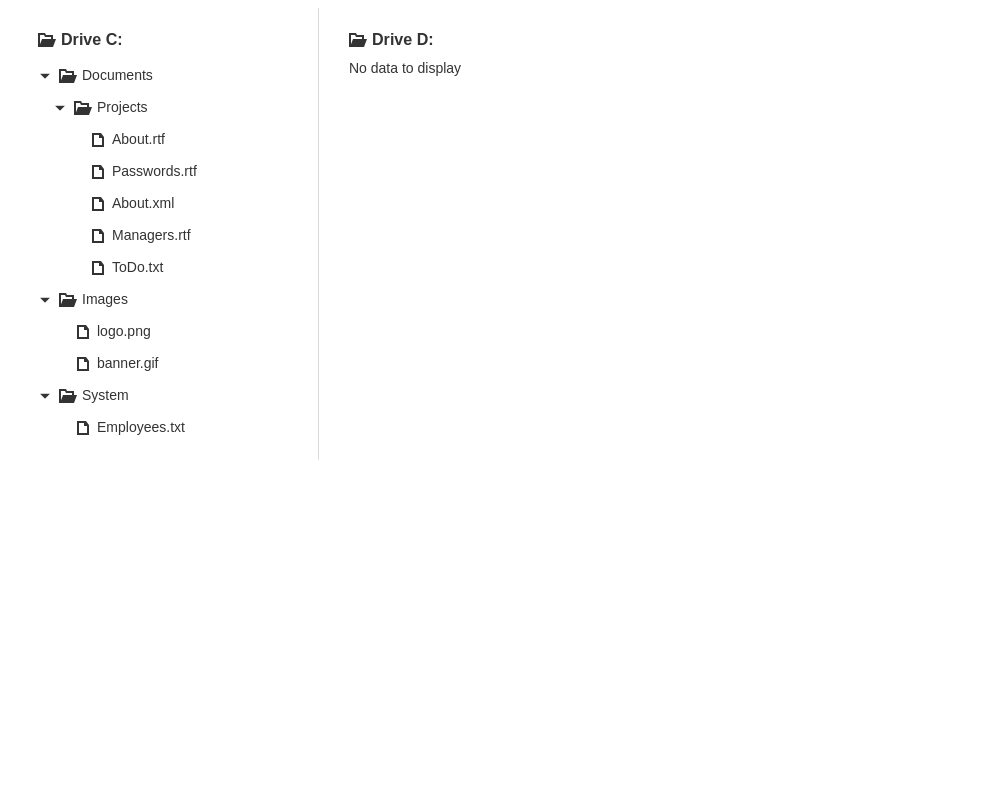 Drive C:
Documents
Projects
About.rtf
Passwords.rtf
About.xml
Managers.rtf
ToDo.txt
Images
logo.png
banner.gif
System
Employees.txt
Drive D:
No data to display